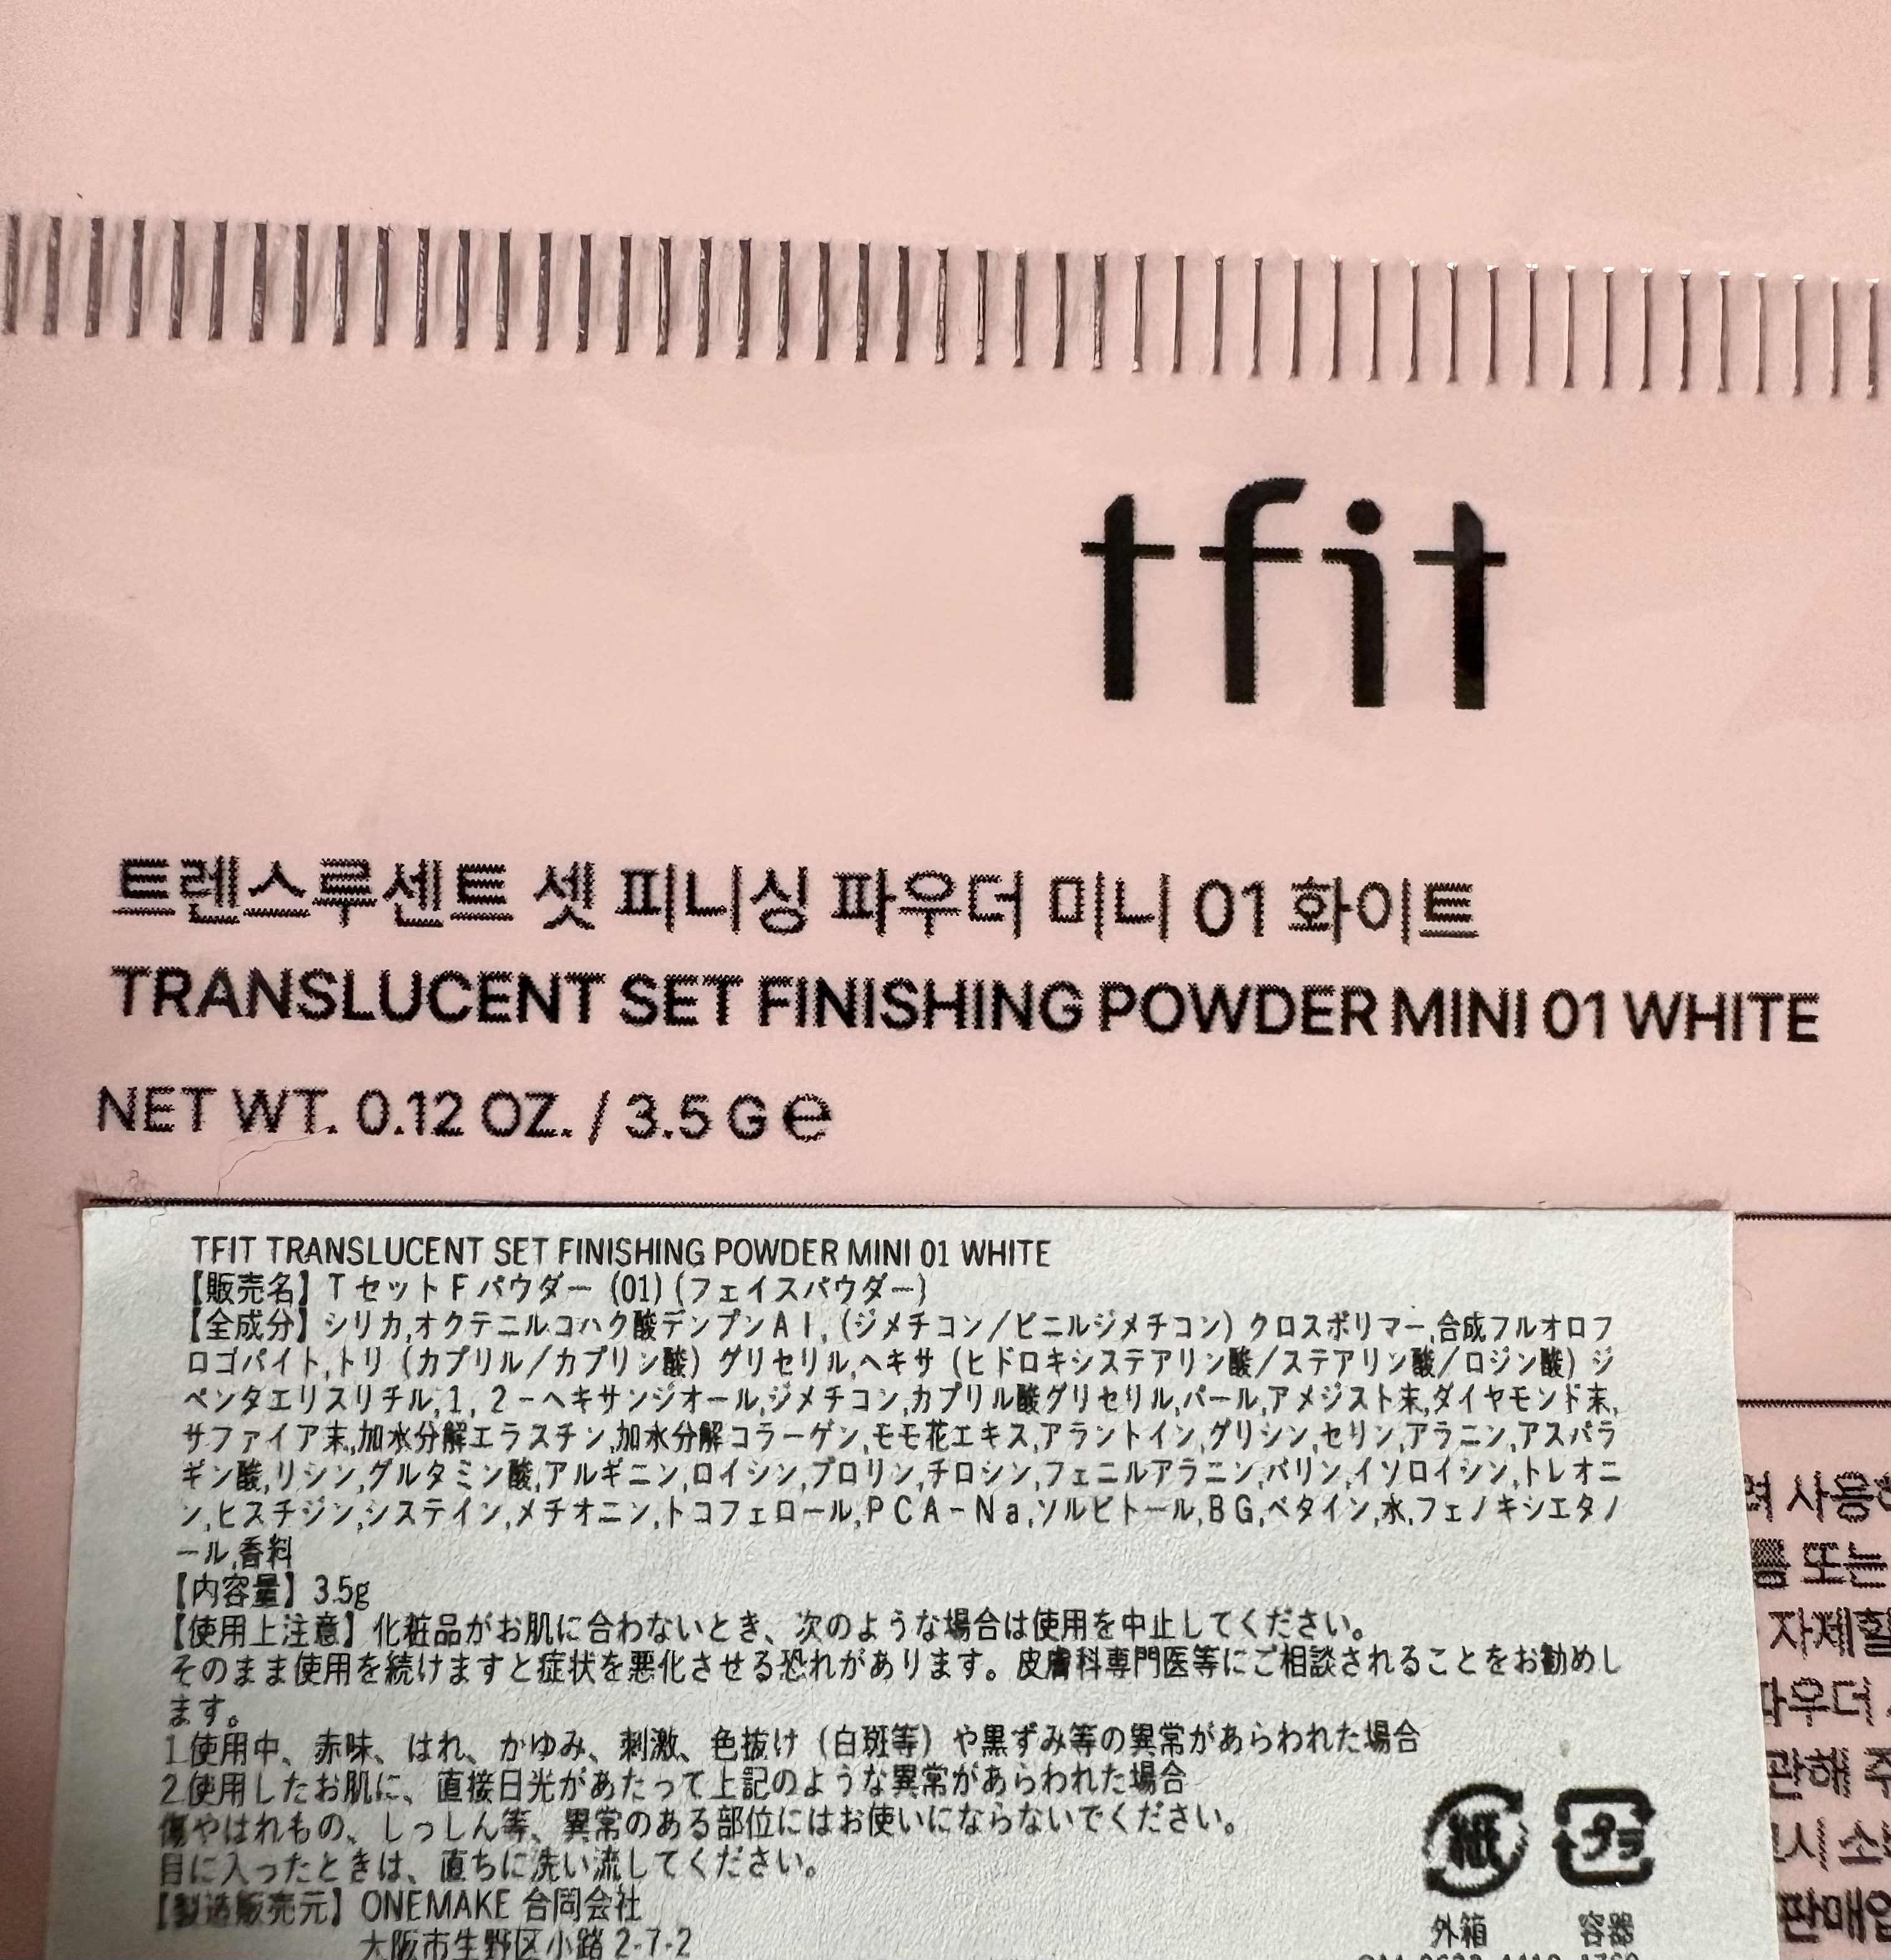 tfit
트렌스루센트 셋 피니싱 파우더 미니 01 화이트
TRANSLUCENT SET FINISHING POWDER MINI 01 WHITE
NET WT. 0.12 OZ. / 3.5 G ℮
TFIT TRANSLUCENT SET FINISHING POWDER MINI 01 WHITE
【販売名】T セット F パウダー (01) (フェイスパウダー)
【全成分】シリカ,オクテニルコハク酸デンプンＡｌ,（ジメチコン／ビニルジメチコン）クロスポリマー,合成フルオロフ
ロゴパイト,トリ（カプリル／カプリン酸）グリセリル,ヘキサ（ヒドロキシステアリン酸／ステアリン酸／ロジン酸）ジ
ペンタエリスリチル,１，２－ヘキサンジオール,ジメチコン,カプリル酸グリセリル,パール,アメジスト末,ダイヤモンド末,
サファイア末,加水分解エラスチン,加水分解コラーゲン,モモ花エキス,アラントイン,グリシン,セリン,アラニン,アスパラ
ギン酸,リシン,グルタミン酸,アルギニン,ロイシン,プロリン,チロシン,フェニルアラニン,バリン,イソロイシン,トレオニ
ン,ヒスチジン,システイン,メチオニン,トコフェロール,ＰＣＡ－Ｎａ,ソルビトール,ＢＧ,ベタイン,水,フェノキシエタノ
ール,香料
【内容量】3.5g
【使用上注意】化粧品がお肌に合わないとき、次のような場合は使用を中止してください。
そのまま使用を続けますと症状を悪化させる恐れがあります。皮膚科専門医等にご相談されることをお勧めし
ます。
1.使用中、赤味、はれ、かゆみ、刺激、色抜け（白斑等）や黒ずみ等の異常があらわれた場合
2.使用したお肌に、直接日光があたって上記のような異常があらわれた場合
傷やはれもの、しっしん等、異常のある部位にはお使いにならないでください。
目に入ったときは、直ちに洗い流してください。
【製造販売元】ONEMAKE 合同会社
大阪市生野区小路 2-7-2
紙 プラ
外箱 容器
사용
또는
자제할
파우더
관해 주
시 소
판매업